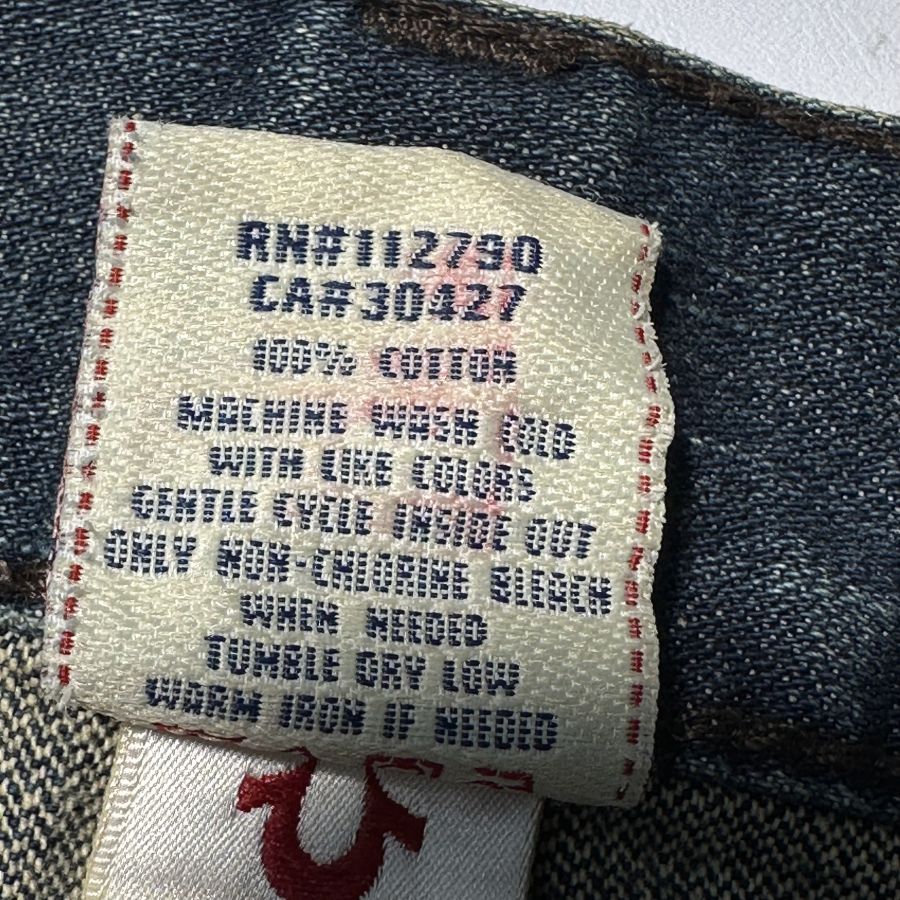 RN#112790
CA#30427
100% COTTON
MACHINE WASH COLD
WITH LIKE COLORS
GENTLE CYCLE INSIDE OUT
ONLY NON-CHLORINE BLEACH
WHEN NEEDED
TUMBLE DRY LOW
WARM IRON IF NEEDED